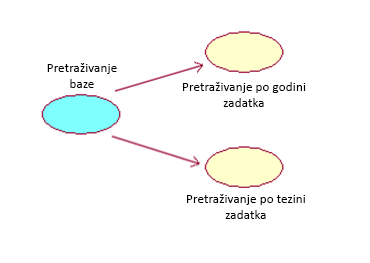 Pretraživanje
baze
Pretraživanje po godini
zadatka
Pretraživanje po tezini
zadatka